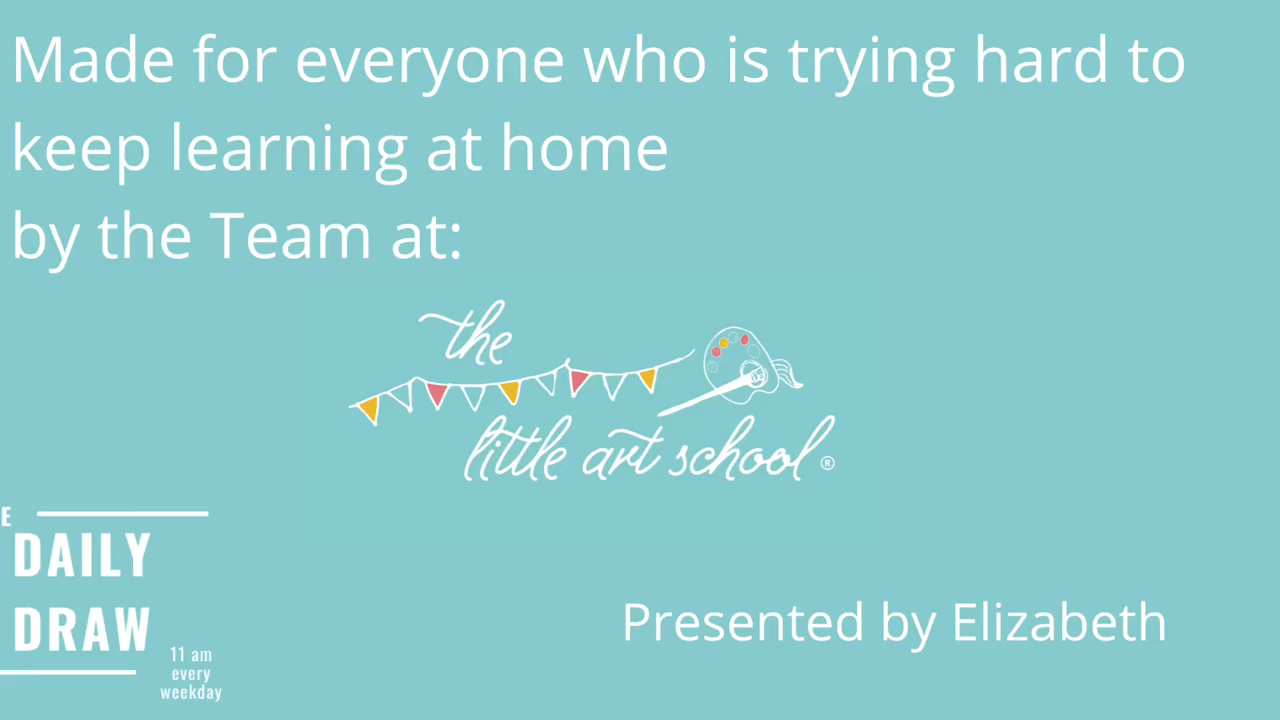 Made for everyone who is trying hard to
keep learning at home
by the Team at:
the
little art school ®
E
DAILY
DRAW
11 am
every
weekday
Presented by Elizabeth